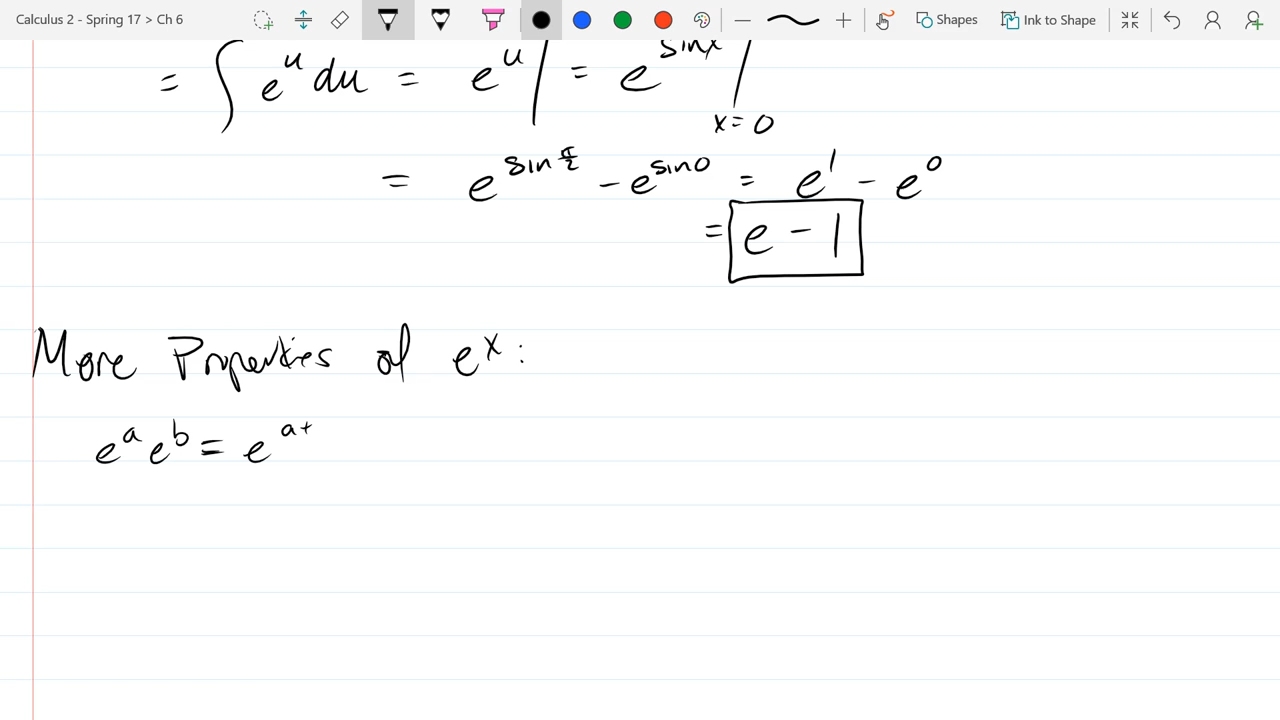 Calculus 2 - Spring 17 > Ch 6 Shapes Ink to Shape
= ∫ e^u du = e^u | = e^{sin x} |_{x=0}
= e^{sin π/2} - e^{sin 0} = e^1 - e^0
= e - 1
More Properties of e^x:
e^a e^b = e^{a+